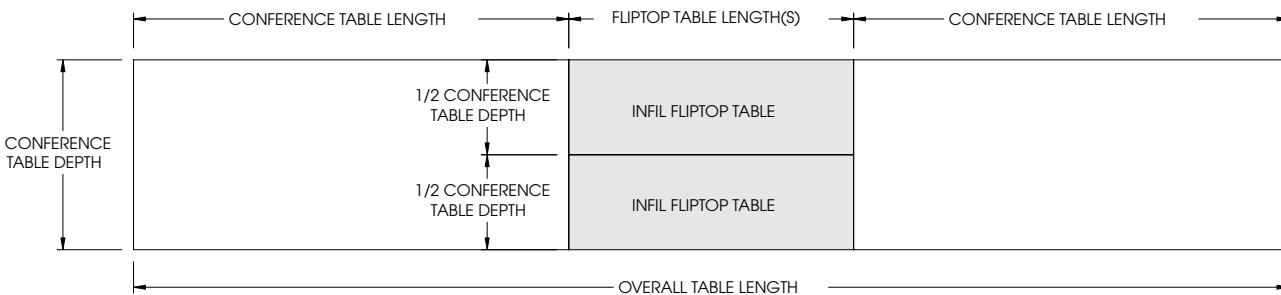 CONFERENCE TABLE LENGTH
FLIPTOP TABLE LENGTH(S)
CONFERENCE TABLE LENGTH
1/2 CONFERENCE
TABLE DEPTH
INFIL FLIPTOP TABLE
CONFERENCE
TABLE DEPTH
1/2 CONFERENCE
TABLE DEPTH
INFIL FLIPTOP TABLE
OVERALL TABLE LENGTH